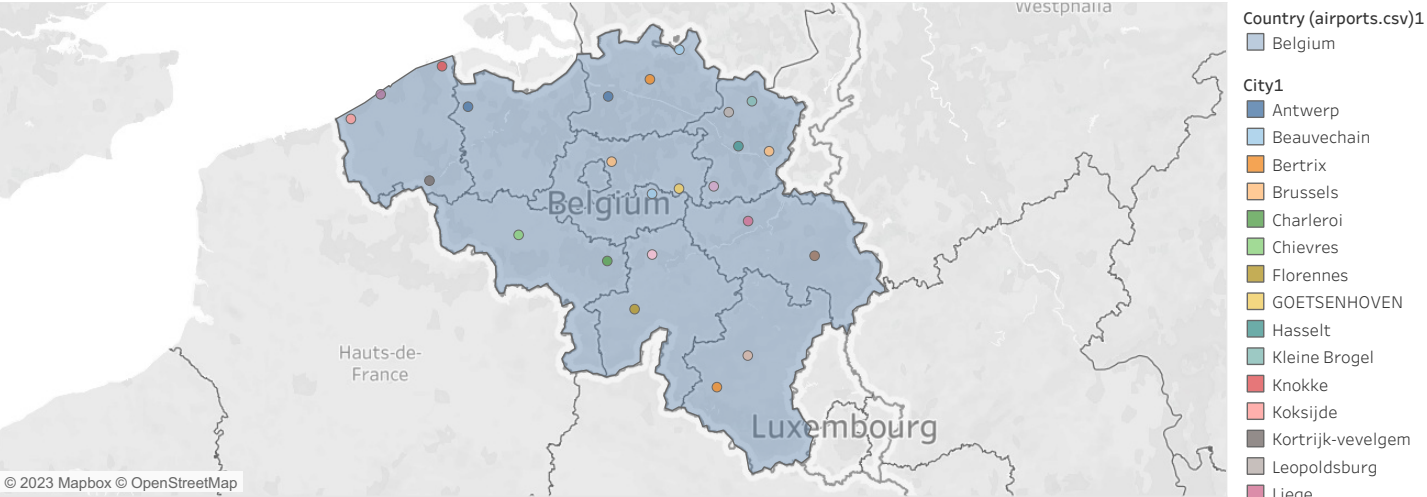 Westphalia
Belgium
Hauts-de-
France
Luxembourg
© 2023 Mapbox © OpenStreetMap
Country (airports.csv)1
Belgium
City1
Antwerp
Beauvechain
Bertrix
Brussels
Charleroi
Chievres
Florennes
GOETSENHOVEN
Hasselt
Kleine Brogel
Knokke
Koksijde
Kortrijk-vevelgem
Leopoldsburg
Liege